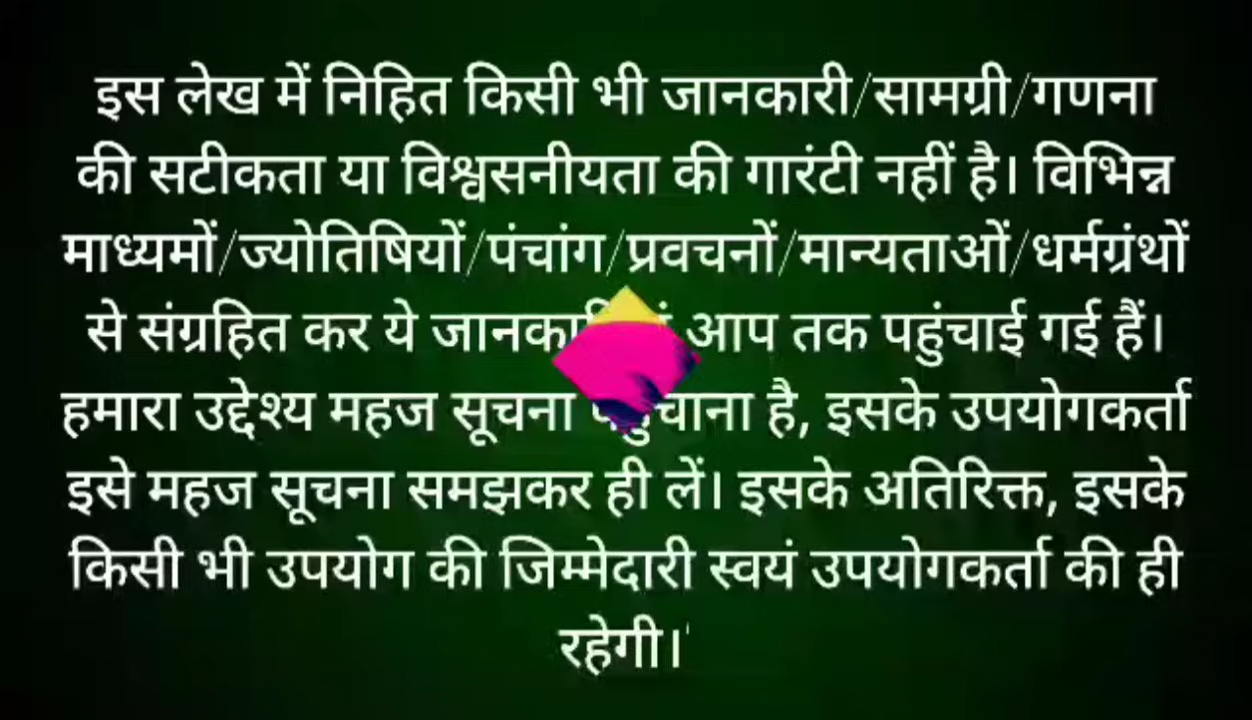 इस लेख में निहित किसी भी जानकारी/सामग्री/गणना
की सटीकता या विश्वसनीयता की गारंटी नहीं है। विभिन्न
माध्यमों/ज्योतिषियों/पंचांग/प्रवचनों/मान्यताओं/धर्मग्रंथों
से संग्रहित कर ये आप तक पहुंचाई गई हैं।
हमारा उद्देश्य महज सूचना है, इसके उपयोगकर्ता
इसे महज सूचना समझकर ही लें। इसके अतिरिक्त, इसके
किसी भी उपयोग की जिम्मेदारी स्वयं उपयोगकर्ता की ही
रहेगी।'